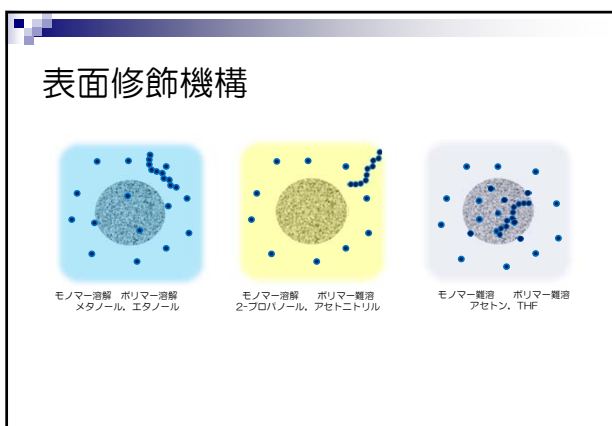 表面修飾機構
モノマー溶解　ポリマー溶解
メタノール，エタノール
モノマー溶解　ポリマー難溶
2-プロパノール，アセトニトリル
モノマー難溶　ポリマー難溶
アセトン，THF